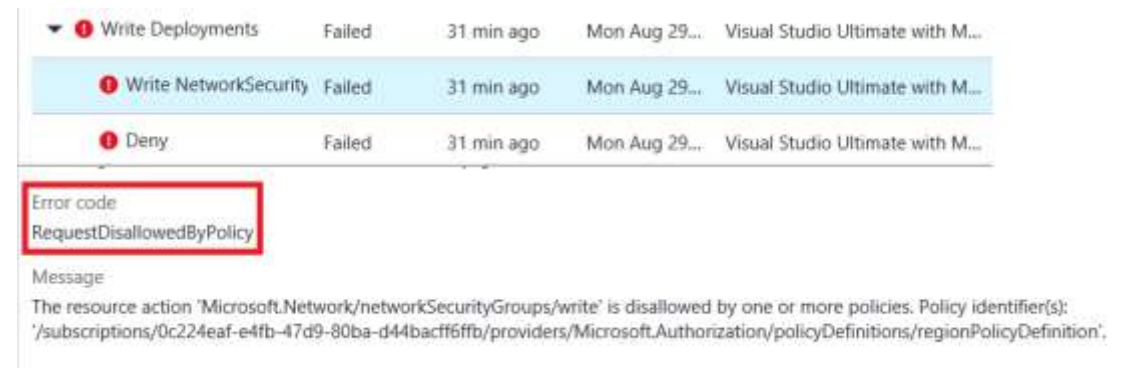 Write Deployments Failed 31 min ago Mon Aug 29... Visual Studio Ultimate with M...
Write NetworkSecurity Failed 31 min ago Mon Aug 29... Visual Studio Ultimate with M...
Deny Failed 31 min ago Mon Aug 29... Visual Studio Ultimate with M...
Error code
RequestDisallowedByPolicy
Message
The resource action 'Microsoft.Network/networkSecurityGroups/write' is disallowed by one or more policies. Policy identifier(s):
'/subscriptions/0c224eaf-e4fb-47d9-80ba-d44bacff6ffb/providers/Microsoft.Authorization/policyDefinitions/regionPolicyDefinition'.